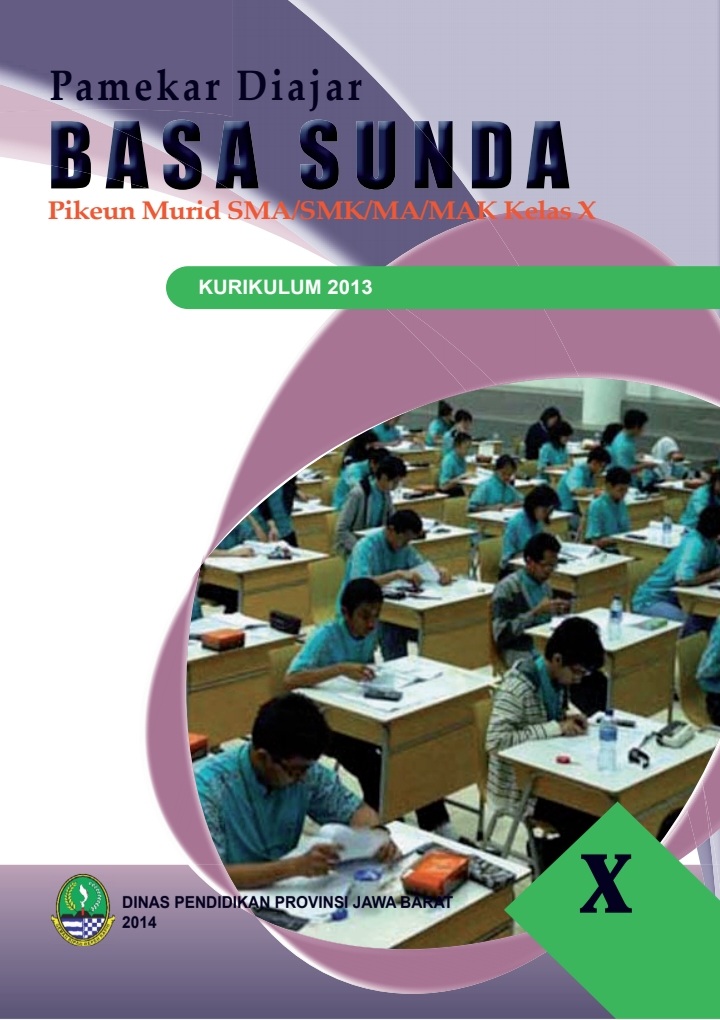 Pamekar Diajar
BASA SUNDA
Pikeun Murid SMA/SMK/MA/MAK Kelas X
KURIKULUM 2013
X
DINAS PENDIDIKAN PROVINSI JAWA BARAT
2014